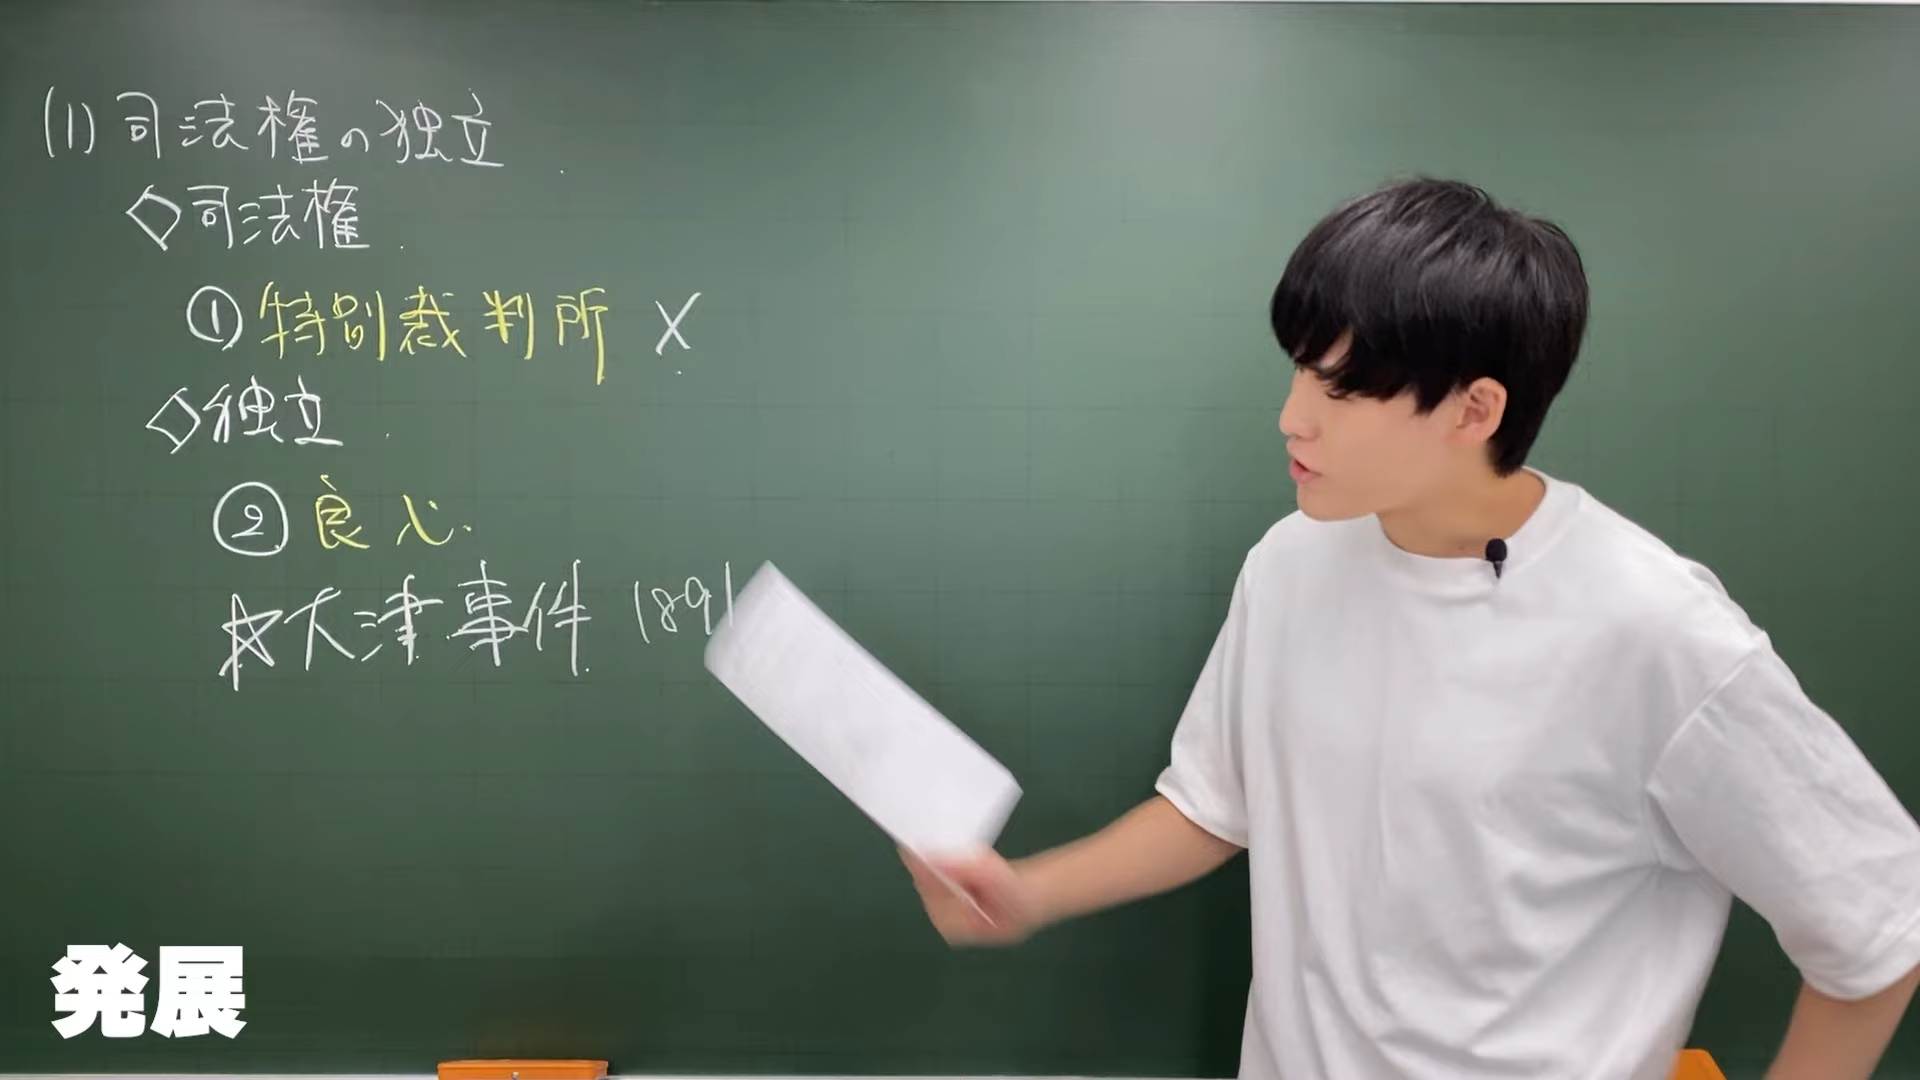 (1) 司法権の独立
◇司法権
①特別裁判所 X
◇独立
②良心
☆大津事件 1891
発展